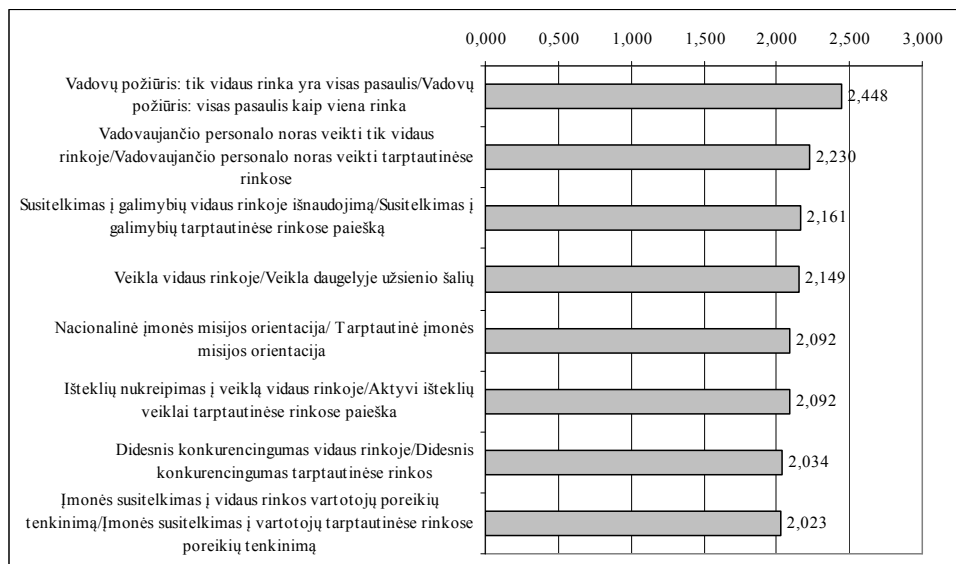 0,000 0,500 1,000 1,500 2,000 2,500 3,000
Vadovų požiūris: tik vidaus rinka yra visas pasaulis/Vadovų
požiūris: visas pasaulis kaip viena rinka
2,448
Vadovaujančio personalo noras veikti tik vidaus
rinkoje/Vadovaujančio personalo noras veikti tarptautinėse
rinkose
2,230
Susitelkimas į galimybių vidaus rinkoje išnaudojimą/Susitelkimas į
galimybių tarptautinėse rinkose paiešką
2,161
Veikla vidaus rinkoje/Veikla daugelyje užsienio šalių
2,149
Nacionalinė įmonės misijos orientacija/ Tarptautinė įmonės
misijos orientacija
2,092
Išteklių nukreipimas į veiklą vidaus rinkoje/Aktyvi išteklių
veiklai tarptautinėse rinkose paieška
2,092
Didesnis konkurencingumas vidaus rinkoje/Didesnis
konkurencingumas tarptautinėse rinkos
2,034
Įmonės susitelkimas į vidaus rinkos vartotojų poreikių
tenkinimą/Įmonės susitelkimas į vartotojų tarptautinėse rinkose
poreikių tenkinimą
2,023